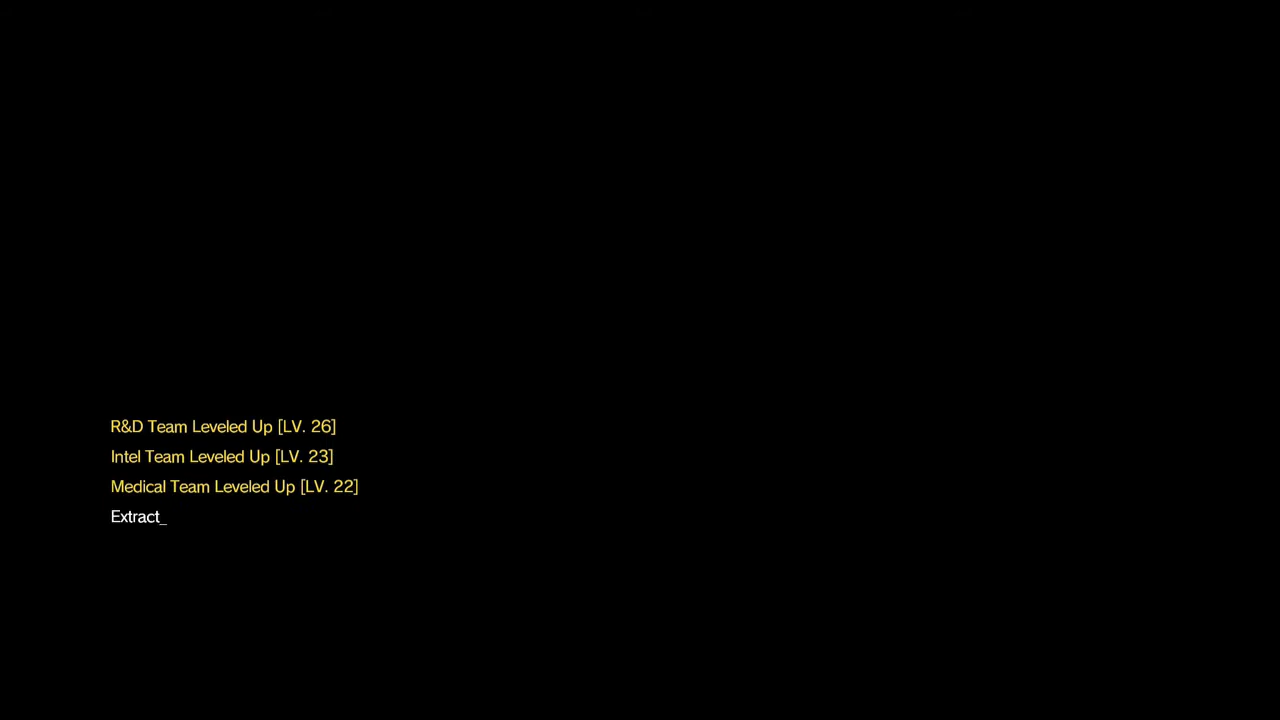 R&D Team Leveled Up [LV. 26]
Intel Team Leveled Up [LV. 23]
Medical Team Leveled Up [LV. 22]
Extract_